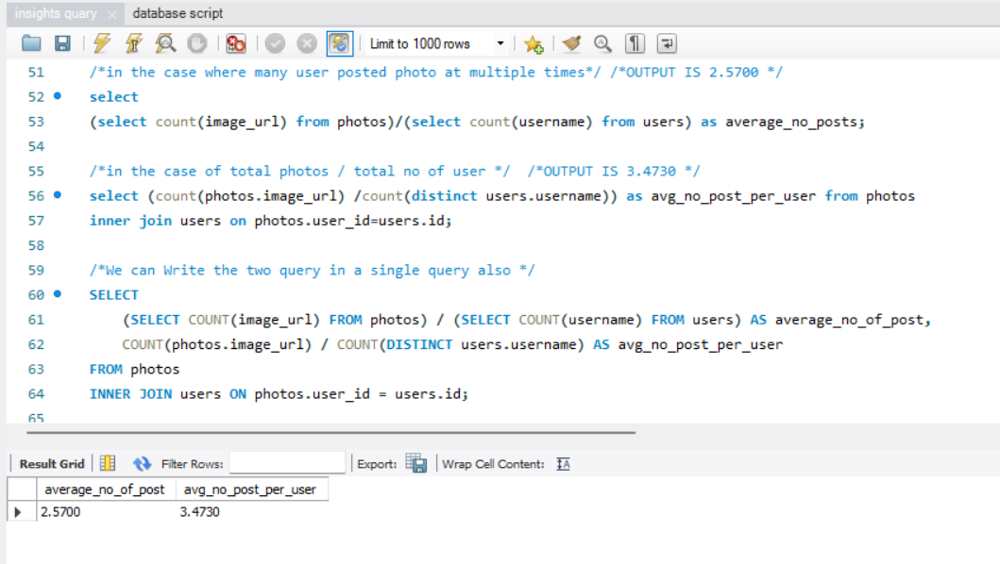 insights quary × database script
Limit to 1000 rows
51 /*in the case where many user posted photo at multiple times*/ /*OUTPUT IS 2.5700 */
52 select
53 (select count(image_url) from photos)/(select count(username) from users) as average_no_posts;
54
55 /*in the case of total photos / total no of user */ /*OUTPUT IS 3.4730 */
56 select (count(photos.image_url) /count(distinct users.username)) as avg_no_post_per_user from photos
57 inner join users on photos.user_id=users.id;
58
59 /*We can Write the two query in a single query also */
60 SELECT
61 (SELECT COUNT(image_url) FROM photos) / (SELECT COUNT(username) FROM users) AS average_no_of_post,
62 COUNT(photos.image_url) / COUNT(DISTINCT users.username) AS avg_no_post_per_user
63 FROM photos
64 INNER JOIN users ON photos.user_id = users.id;
65
Result Grid Filter Rows: Export: Wrap Cell Content: IA
average_no_of_post avg_no_post_per_user
2.5700 3.4730